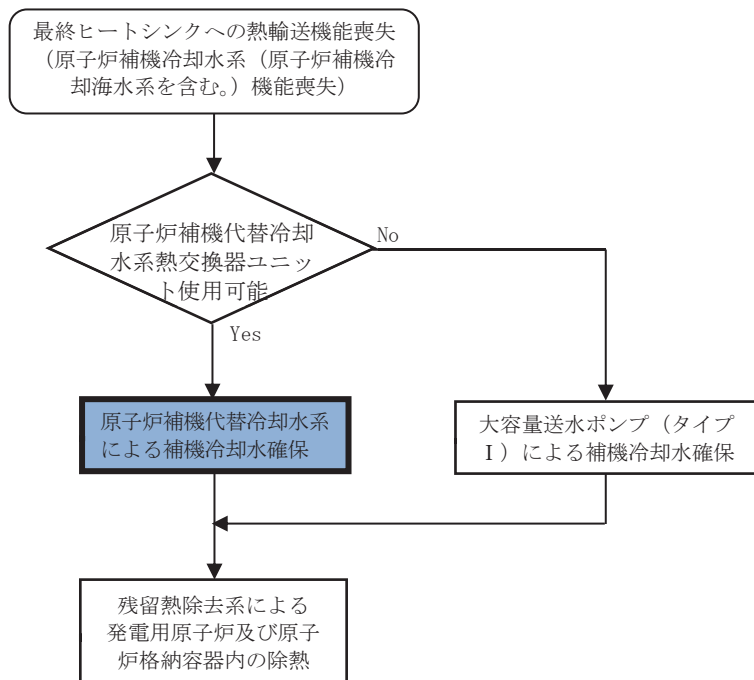 最終ヒートシンクへの熱輸送機能喪失
（原子炉補機冷却水系（原子炉補機冷
却海水系を含む。）機能喪失）
原子炉補機代替冷却
水系熱交換器ユニッ
ト使用可能
No
Yes
原子炉補機代替冷却水系
による補機冷却水確保
大容量送水ポンプ（タイプ
Ⅰ）による補機冷却水確保
残留熱除去系による
発電用原子炉及び原子
炉格納容器内の除熱